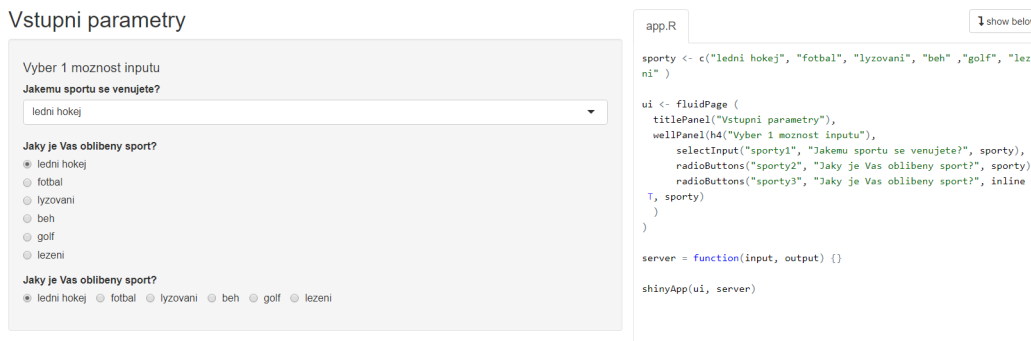 Vstupni parametry
Vyber 1 moznost inputu
Jakemu sportu se venujete?
ledni hokej
Jaky je Vas oblibeny sport?
ledni hokej
fotbal
lyzovani
beh
golf
lezeni
Jaky je Vas oblibeny sport?
ledni hokej fotbal lyzovani beh golf lezeni
app.R
show belo
sporty <- c("ledni hokej", "fotbal", "lyzovani", "beh" ,"golf", "lez
ni" )
ui <- fluidPage (
titlePanel("Vstupni parametry"),
wellPanel(h4("Vyber 1 moznost inputu"),
selectInput("sporty1", "Jakemu sportu se venujete?", sporty),
radioButtons("sporty2", "Jaky je Vas oblibeny sport?", sporty)
radioButtons("sporty3", "Jaky je Vas oblibeny sport?", inline
T, sporty)
)
)
server = function(input, output) {}
shinyApp(ui, server)